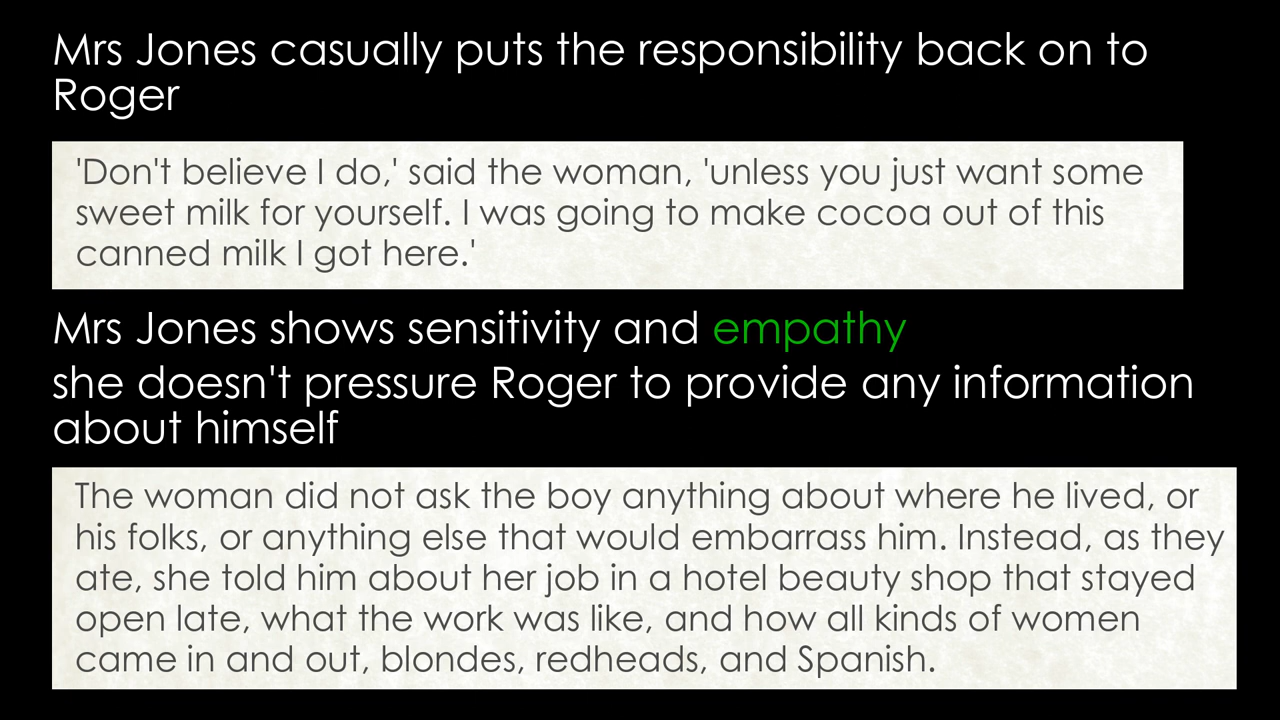 Mrs Jones casually puts the responsibility back on to
Roger
'Don't believe I do,' said the woman, 'unless you just want some
sweet milk for yourself. I was going to make cocoa out of this
canned milk I got here.'
Mrs Jones shows sensitivity and empathy
she doesn't pressure Roger to provide any information
about himself
The woman did not ask the boy anything about where he lived, or
his folks, or anything else that would embarrass him. Instead, as they
ate, she told him about her job in a hotel beauty shop that stayed
open late, what the work was like, and how all kinds of women
came in and out, blondes, redheads, and Spanish.